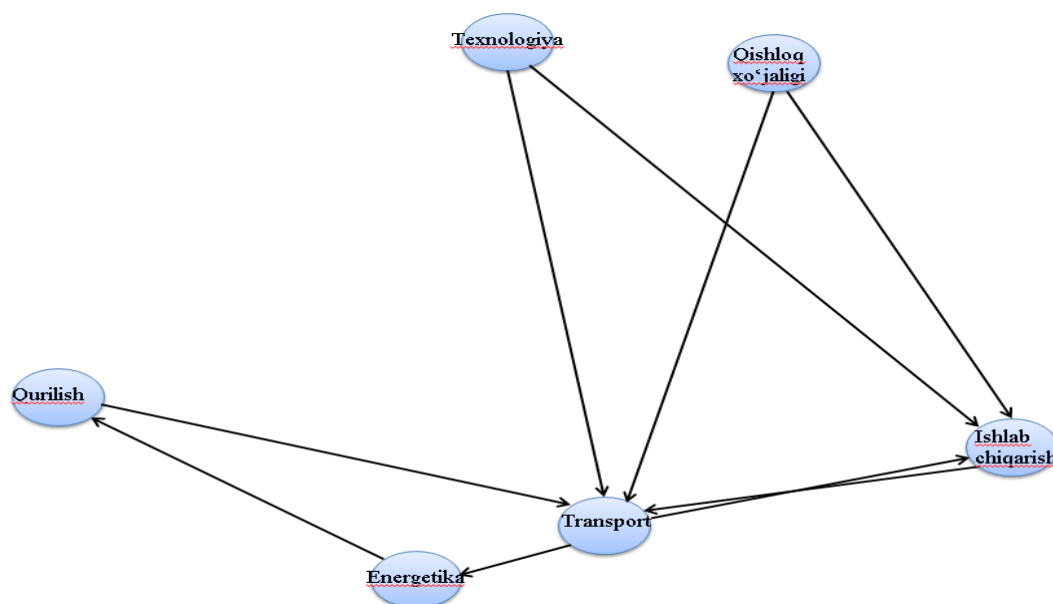 Texnologiya
Qishloq
xo‘jaligi
Qurilish
Ishlab
chiqarish
Transport
Energetika